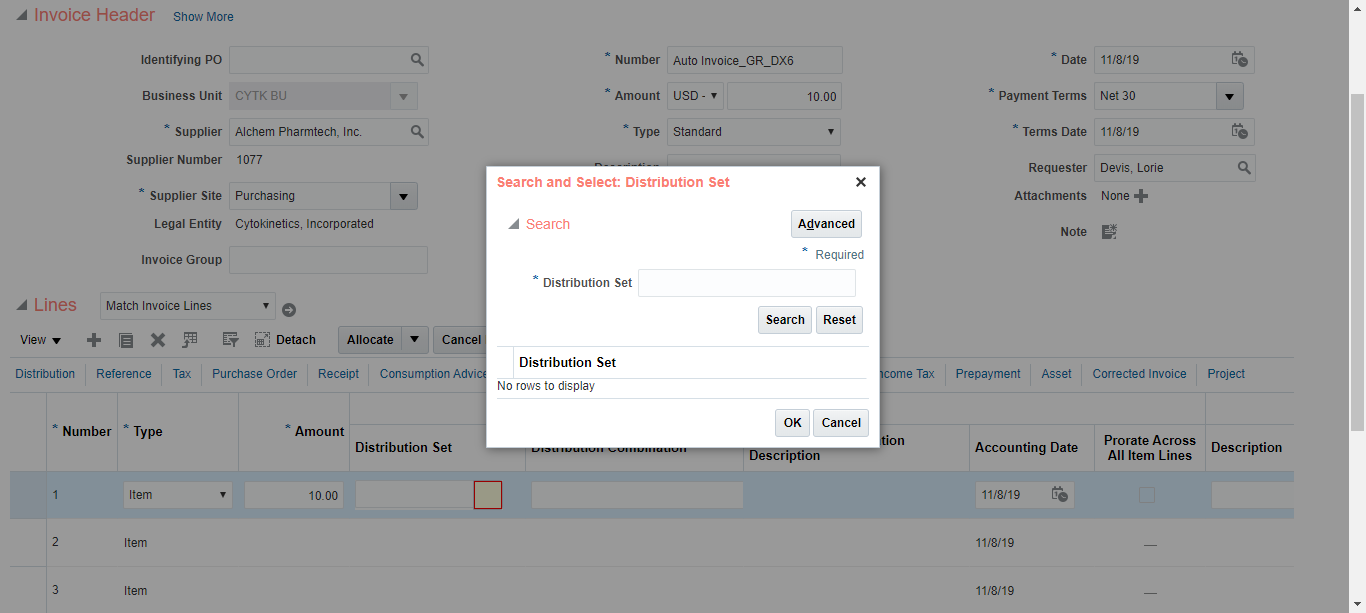 Invoice Header Show More
Identifying PO
* Number Auto Invoice_GR_DX6
* Date 11/8/19
Business Unit CYTK BU
* Amount USD - 10.00
* Payment Terms Net 30
* Supplier Alchem Pharmtech, Inc.
* Type Standard
* Terms Date 11/8/19
Supplier Number 1077
Requester Devis, Lorie
* Supplier Site Purchasing
Attachments None
Legal Entity Cytokinetics, Incorporated
Note
Invoice Group
Search and Select: Distribution Set
Search Advanced
* Required
* Distribution Set
Search Reset
Distribution Set
No rows to display
OK Cancel
Lines Match Invoice Lines
View Detach Allocate Cancel
Distribution Reference Tax Purchase Order Receipt Consumption Advice ncome Tax Prepayment Asset Corrected Invoice Project
* Number * Type * Amount Distribution Set Distribution Combination Description Accounting Date Prorate Across All Item Lines Description
1 Item 10.00 11/8/19
2 Item 11/8/19 —
3 Item 11/8/19 —